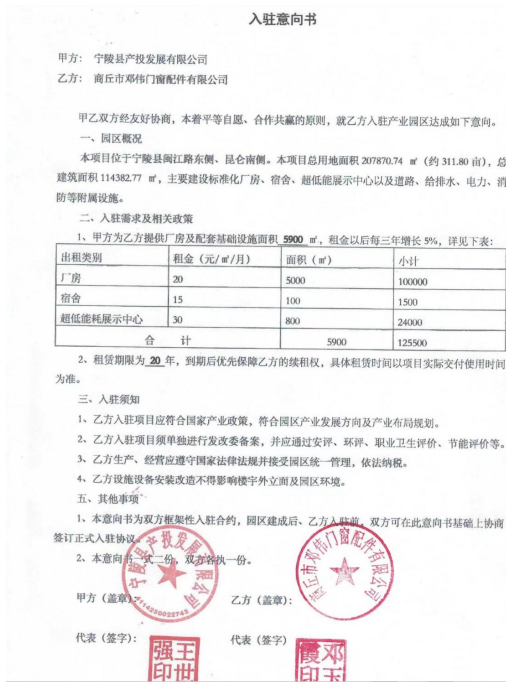 入驻意向书
甲方： 宁陵县产投发展有限公司
乙方： 商丘市邓伟门窗配件有限公司
甲乙双方经友好协商，本着平等自愿、合作共赢的原则，就乙方入驻产业园区达成如下意向。
一、园区概况
本项目位于宁陵县闽江路东侧、昆仑南侧。本项目总用地面积 207870.74 ㎡（约 311.80 亩），总
建筑面积 114382.77 ㎡，主要建设标准化厂房、宿舍、超低能展示中心以及道路、给排水、电力、消
防等附属设施。
二、入驻需求及相关政策
1、甲方为乙方提供厂房及配套基础设施面积 5900 ㎡，租金以后每三年增长 5%，详见下表：
出租类别 租金（元/㎡/月） 面积（㎡） 小计
厂房 20 5000 100000
宿舍 15 100 1500
超低能耗展示中心 30 800 24000
合 计 5900 125500
2、租赁期限为 20 年，到期后优先保障乙方的续租权，具体租赁时间以项目实际交付使用时间
为准。
三、入驻须知
1、乙方入驻项目应符合国家产业政策，符合园区产业发展方向及产业布局规划。
2、乙方入驻项目须单独进行发改委备案，并应通过安评、环评、职业卫生评价、节能评价等。
3、乙方生产、经营应遵守国家法律法规并接受园区统一管理，依法纳税。
4、乙方设施设备安装改造不得影响楼宇外立面及园区环境。
五、其他事项
1、本意向为双方框架性入驻合约，园区建成后、乙方入驻前，双方可在此意向书基础上协商
签订正式入驻协议。
2、本意向书一式二份，双方各执一份。
甲方（盖章）： 乙方（盖章）：
宁陵县产投发展有限公司
4114230022743
商丘市邓伟门窗配件有限公司
代表（签字）： 代表（签字）
王世强印
邓玉霞印